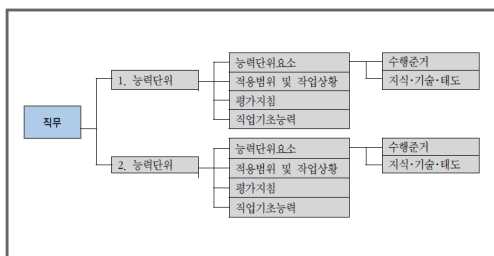 직무
1. 능력단위
능력단위요소
적용범위 및 작업상황
평가지침
직업기초능력
수행준거
지식·기술·태도
2. 능력단위
능력단위요소
적용범위 및 작업상황
평가지침
직업기초능력
수행준거
지식·기술·태도